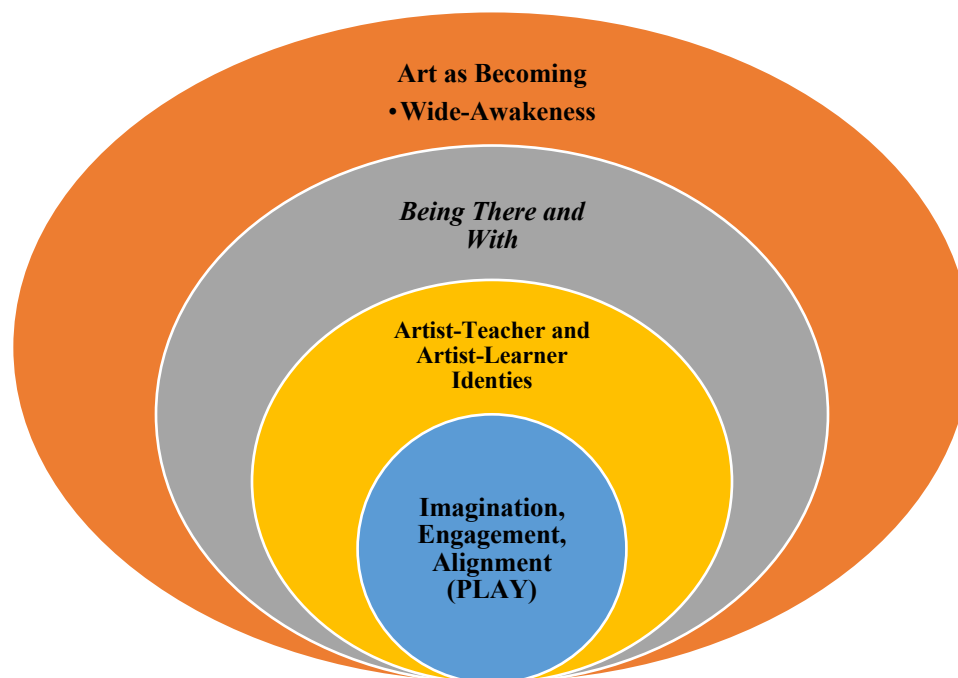 Art as Becoming
•Wide-Awakeness
Being There and
With
Artist-Teacher and
Artist-Learner
Identies
Imagination,
Engagement,
Alignment
(PLAY)